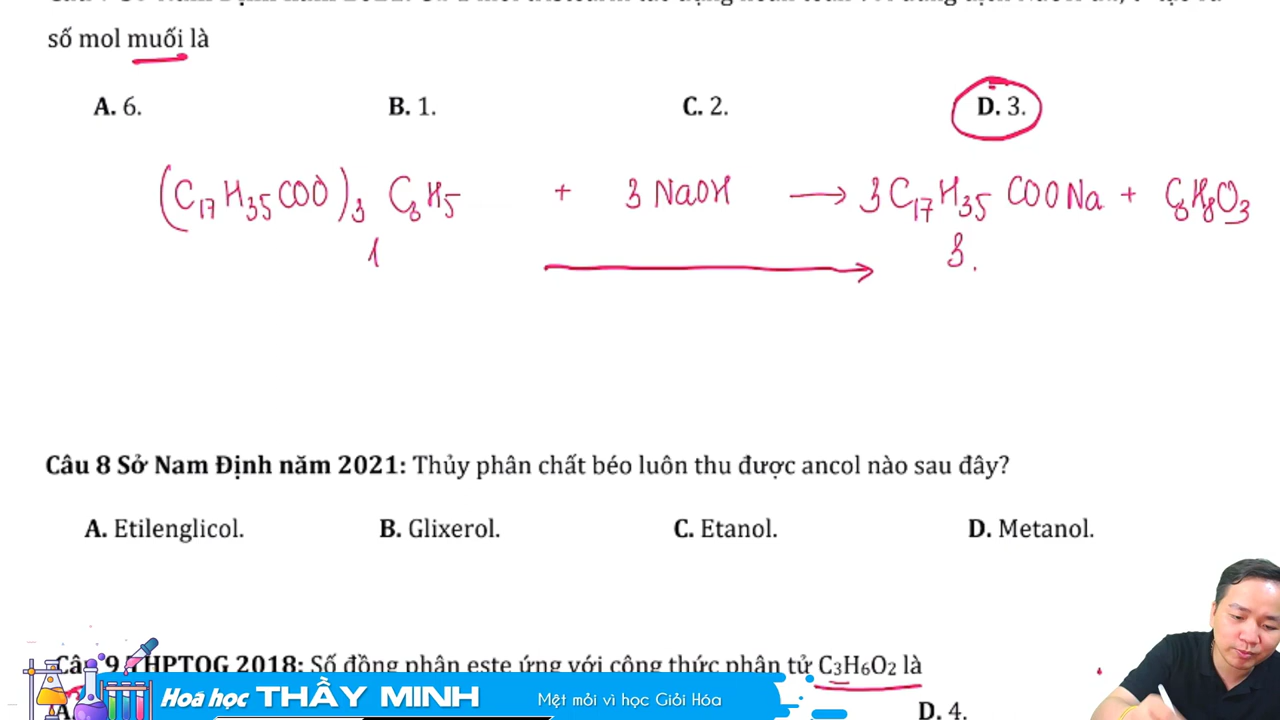 số mol muối là
A. 6. B. 1. C. 2. D. 3.
(C17H35COO)3 C3H5 + 3 NaOH → 3 C17H35 COONa + C3H8O3
1 3.
Câu 8 Sở Nam Định năm 2021: Thủy phân chất béo luôn thu được ancol nào sau đây?
A. Etilenglicol. B. Glixerol. C. Etanol. D. Metanol.
Câu 9 THPTQG 2018: Số đồng phân este ứng với công thức phân tử C3H6O2 là
A. D. 4.
Hoá học THẦY MINH Mệt mỏi vì học Giỏi Hóa